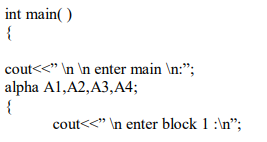 int main( )
{
cout<<” \n \n enter main \n:”;
alpha A1,A2,A3,A4;
{
cout<<” \n enter block 1 :\n”;